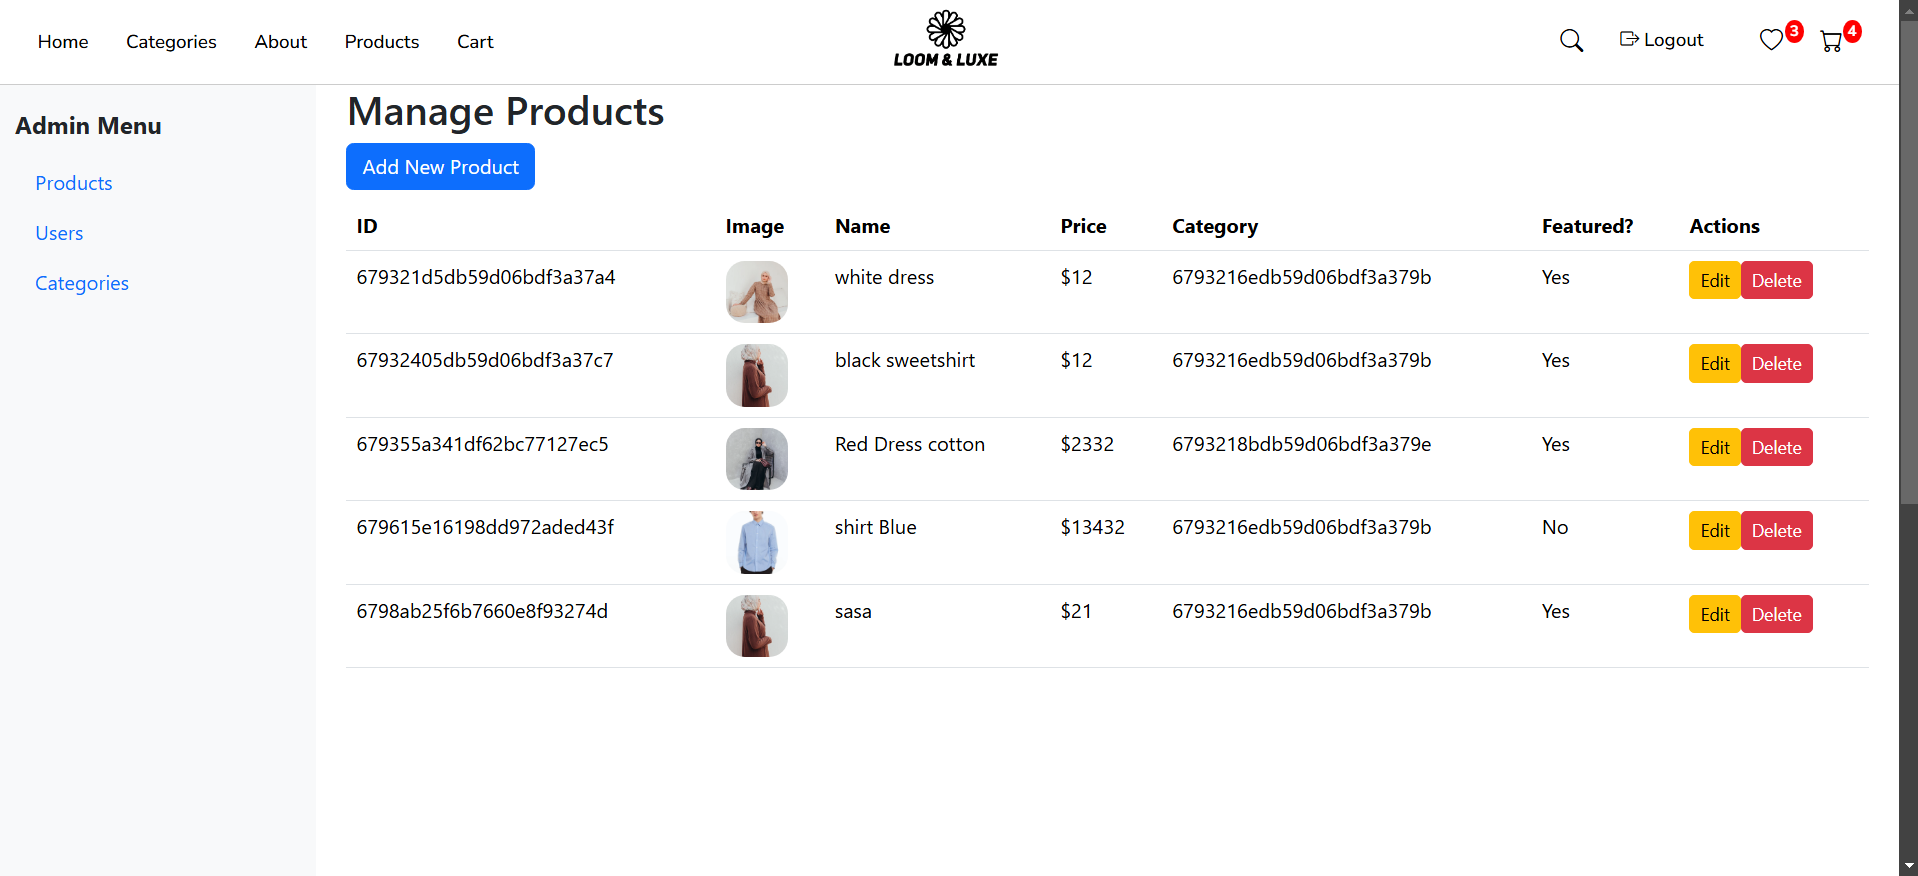 Home Categories About Products Cart
LOOM & LUXE
Logout 3 4
Admin Menu
Products
Users
Categories
Manage Products
Add New Product
ID Image Name Price Category Featured? Actions
679321d5db59d06bdf3a37a4 white dress $12 6793216edb59d06bdf3a379b Yes Edit Delete
67932405db59d06bdf3a37c7 black sweetshirt $12 6793216edb59d06bdf3a379b Yes Edit Delete
679355a341df62bc77127ec5 Red Dress cotton $2332 6793218bdb59d06bdf3a379e Yes Edit Delete
679615e16198dd972aded43f shirt Blue $13432 6793216edb59d06bdf3a379b No Edit Delete
6798ab25f6b7660e8f93274d sasa $21 6793216edb59d06bdf3a379b Yes Edit Delete